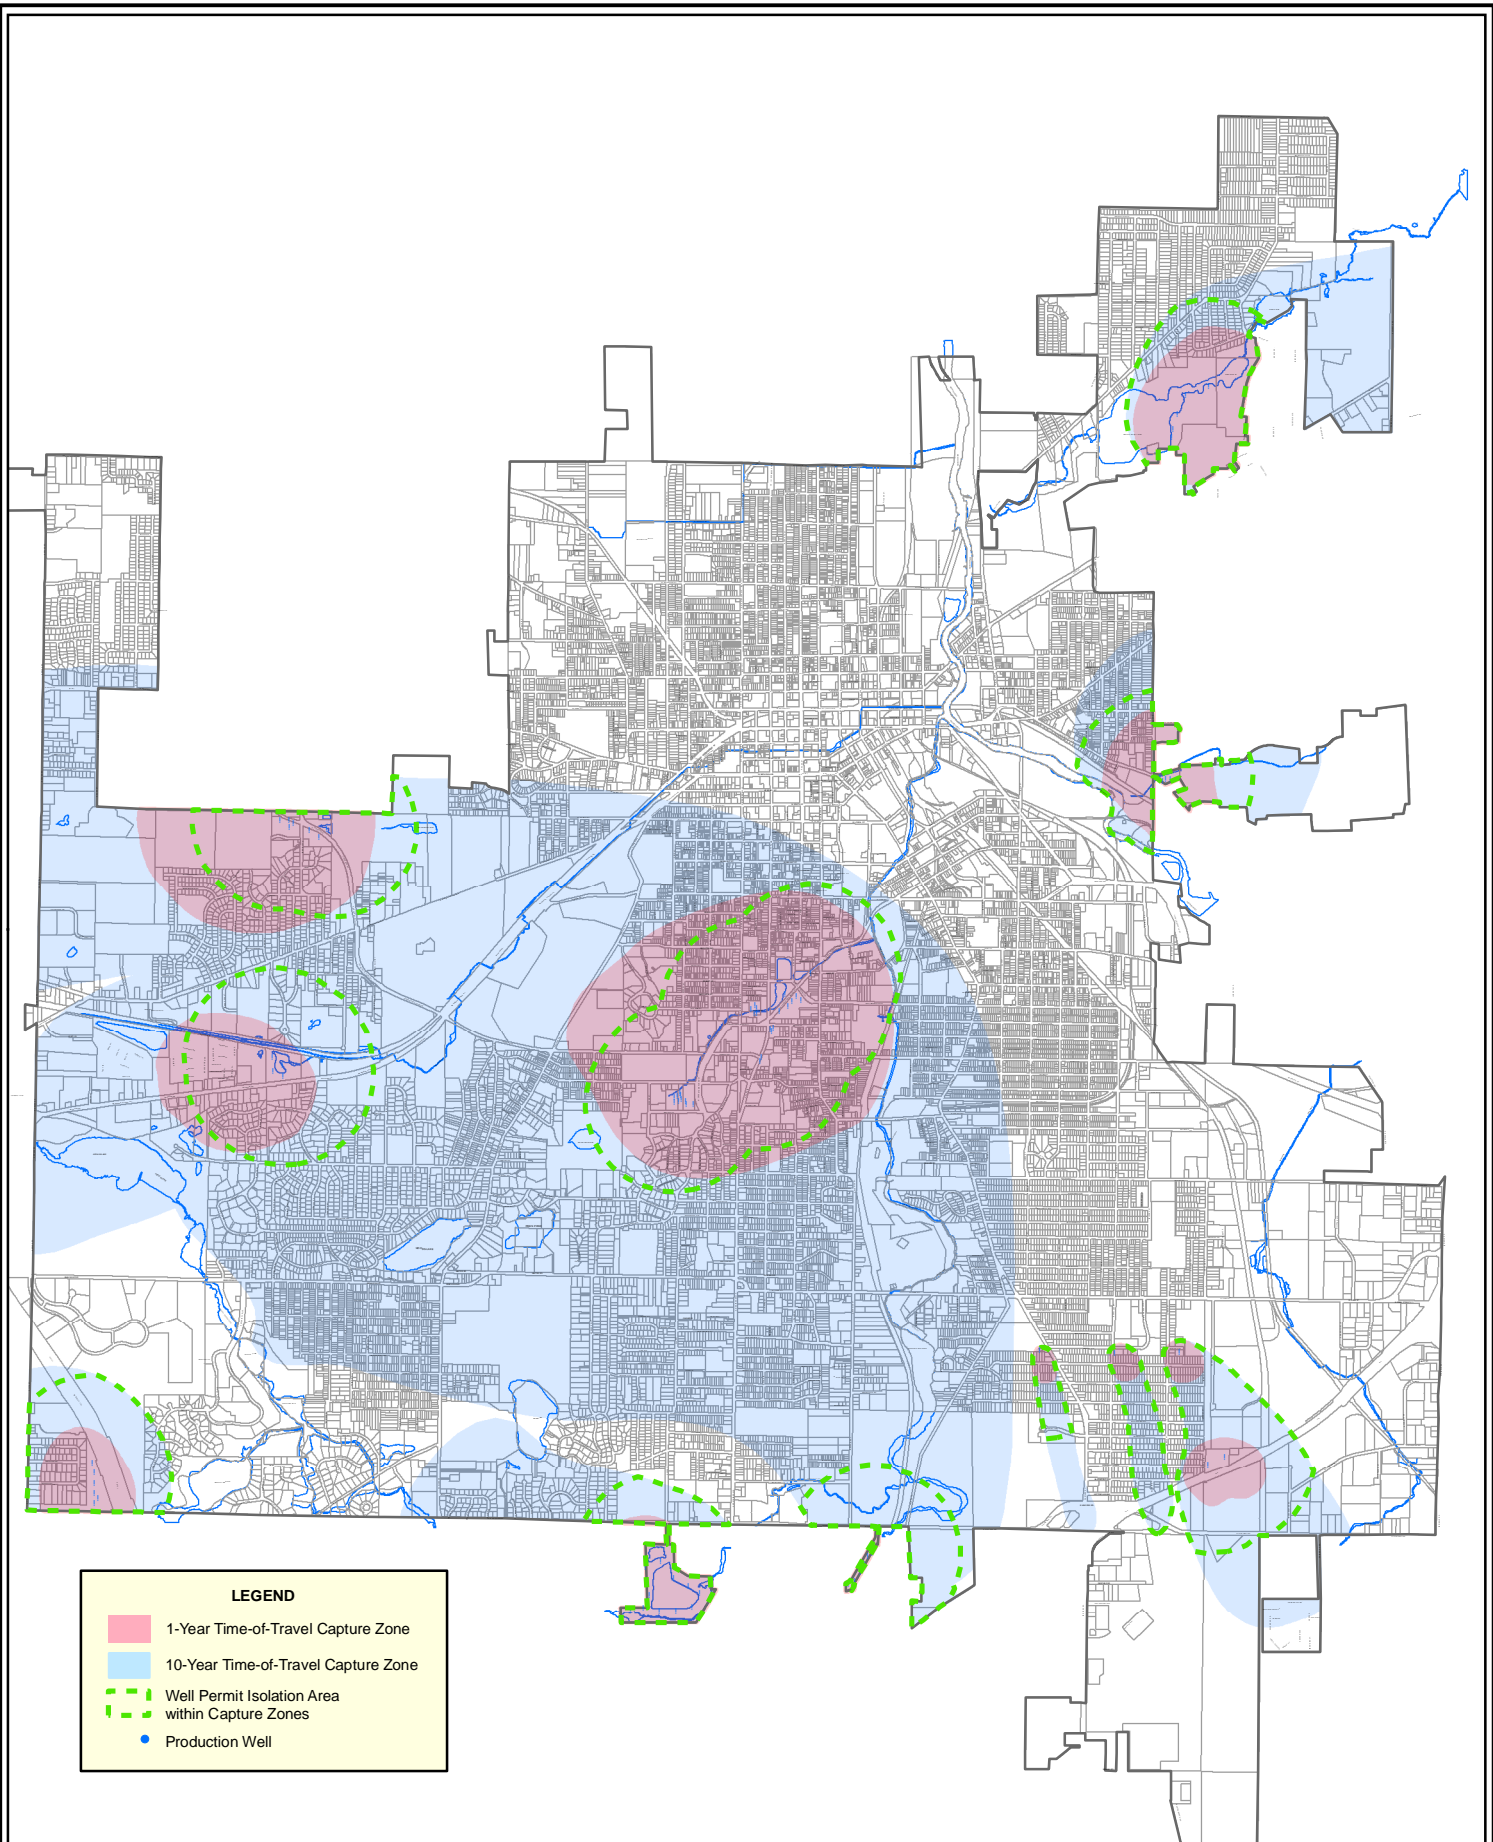 LEGEND
1-Year Time-of-Travel Capture Zone
10-Year Time-of-Travel Capture Zone
Well Permit Isolation Area
within Capture Zones
Production Well